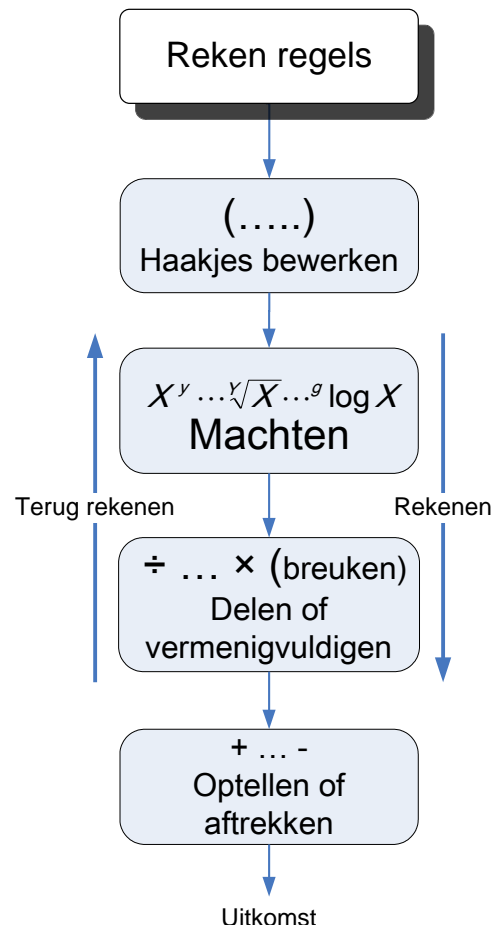 Reken regels
(.....)
Haakjes bewerken
X^y ... ^Y√X ... ^g log X
Machten
Terug rekenen
Rekenen
÷ ... × (breuken)
Delen of
vermenigvuldigen
+ ... -
Optellen of
aftrekken
Uitkomst